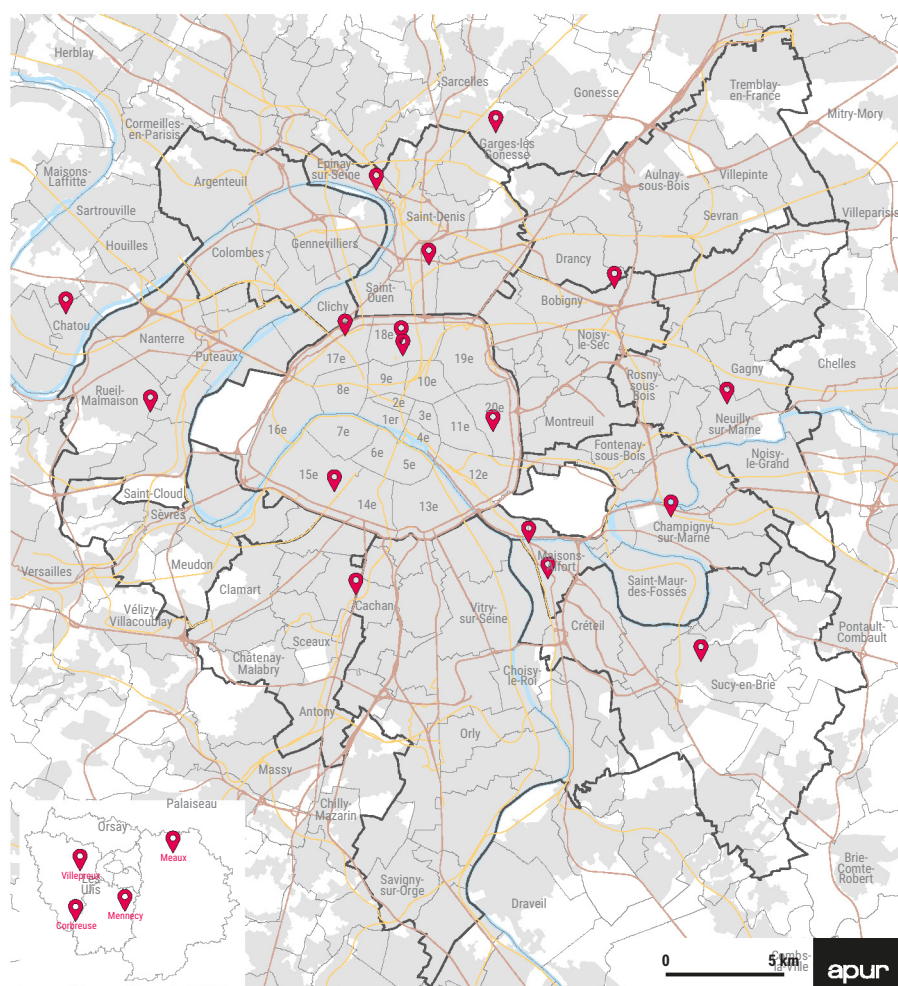 Herblay
Sarcelles
Gonesse
Tremblay-
en-France
Mitry-Mory
Cormeilles-
en-Parisis
Garges-lès
Gonesse
Maisons-
Laffitte
Argenteuil
Epinay-
sur-Seine
Aulnay-
sous-Bois
Villepinte
Sartrouville
Saint-Denis
Sevran
Villeparisis
Houilles
Colombes
Gennevilliers
Drancy
Saint-
Ouen
Bobigny
Chatou
Clichy
Nanterre
Puteaux
18e
17e
19e
Noisy-
le-Sec
Gagny
Chelles
Rueil-
Malmaison
8e
9e
10e
Rosny-
sous-
Bois
2e
1er
3e
20e
11e
Montreuil
Neuilly-
sur-Marne
16e
7e
4e
6e
5e
Fontenay-
sous-Bois
Noisy-
le-Grand
15e
12e
Saint-Cloud
14e
13e
Sèvres
Champigny-
sur-Marne
Versailles
Meudon
Maisons-
Alfort
Clamart
Saint-Maur-
des-Fossés
Vélizy-
Villacoublay
Cachan
Vitry-
sur-Seine
Créteil
Pontault-
Combault
Sceaux
Châtenay-
Malabry
Choisy-
le-Roi
Sucy-en-Brie
Antony
Orly
Massy
Palaiseau
Chilly-
Mazarin
Orsay
Meaux
Villepreux
Les
Ulis
Mennecy
Corbreuse
Savigny-
sur-Orge
Draveil
Brie-
Comte-
Robert
Combs-
la-Ville
0
5 km
apur